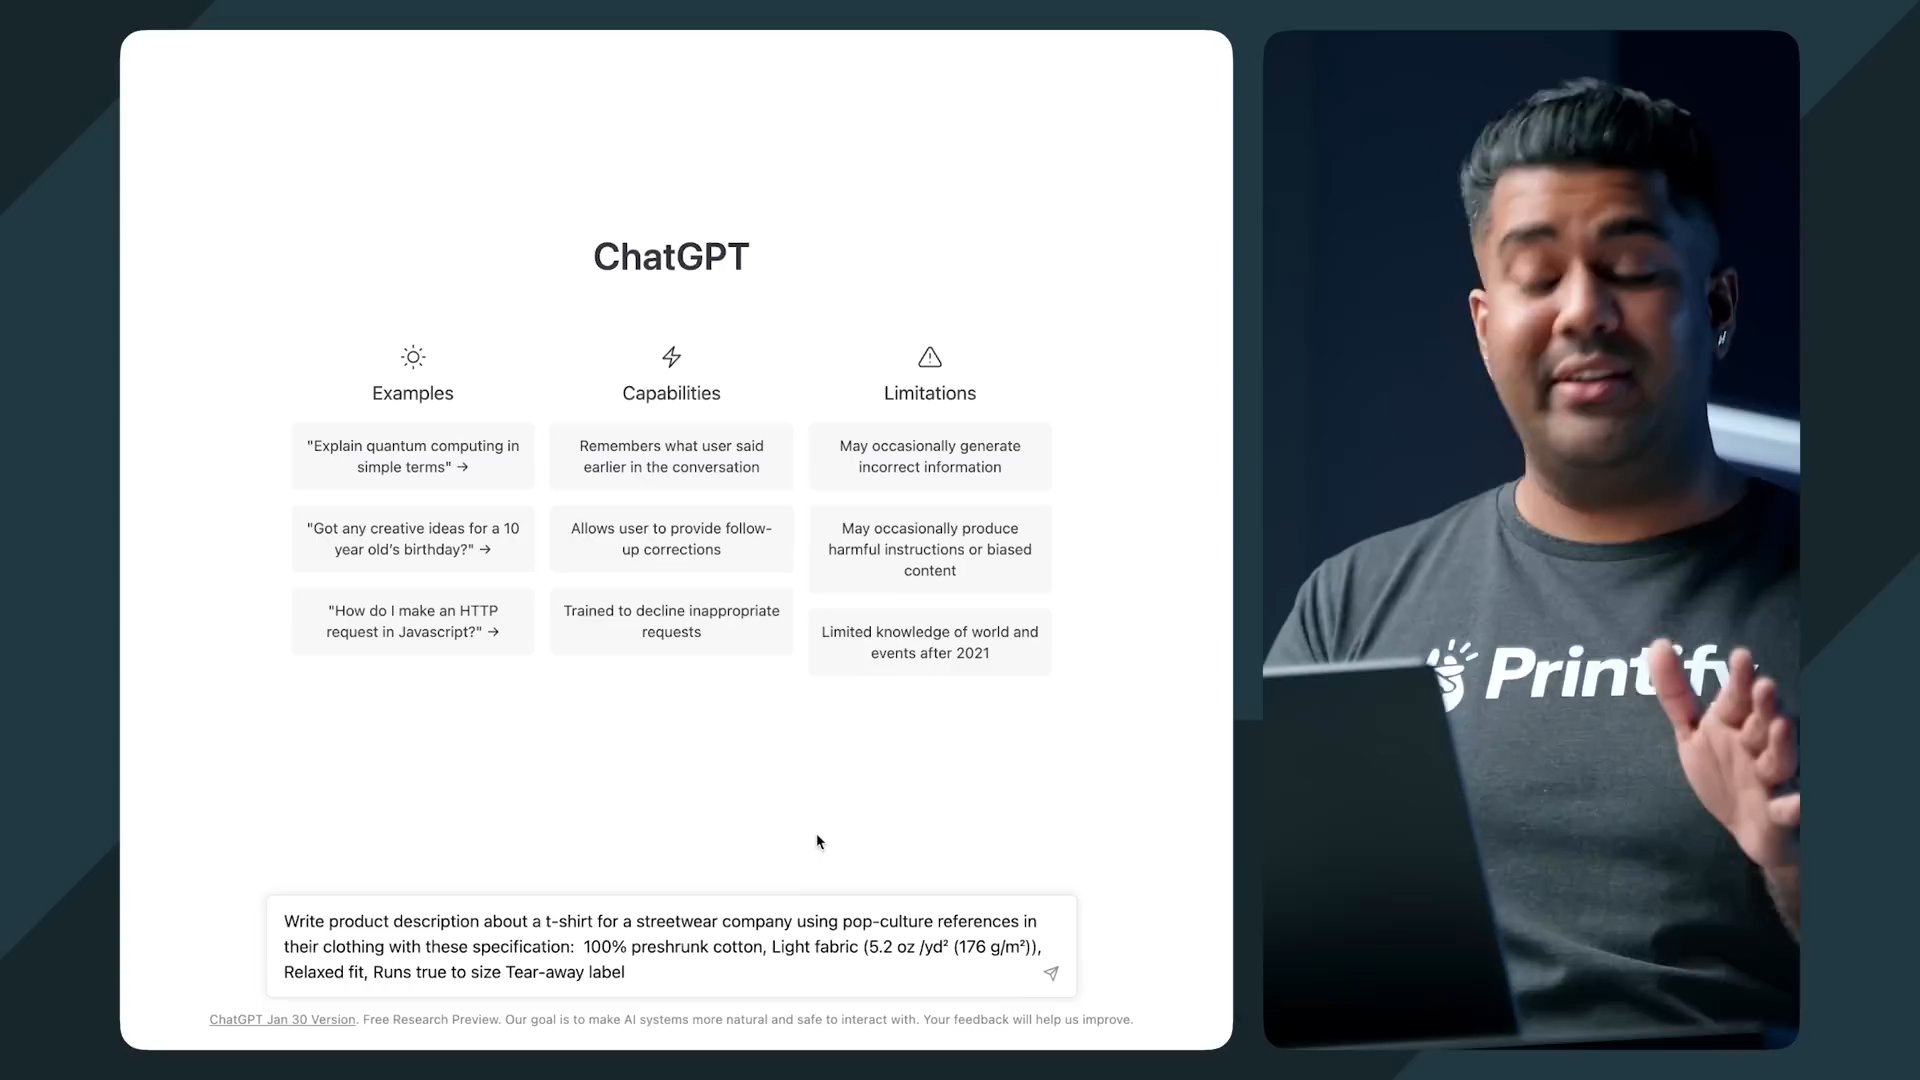 ChatGPT
Examples
Capabilities
Limitations
"Explain quantum computing in
simple terms" →
Remembers what user said
earlier in the conversation
May occasionally generate
incorrect information
"Got any creative ideas for a 10
year old's birthday?" →
Allows user to provide follow-
up corrections
May occasionally produce
harmful instructions or biased
content
"How do I make an HTTP
request in Javascript?" →
Trained to decline inappropriate
requests
Limited knowledge of world and
events after 2021
Write product description about a t-shirt for a streetwear company using pop-culture references in
their clothing with these specification:  100% preshrunk cotton, Light fabric (5.2 oz /yd² (176 g/m²)),
Relaxed fit, Runs true to size Tear-away label
ChatGPT Jan 30 Version. Free Research Preview. Our goal is to make AI systems more natural and safe to interact with. Your feedback will help us improve.
Printify